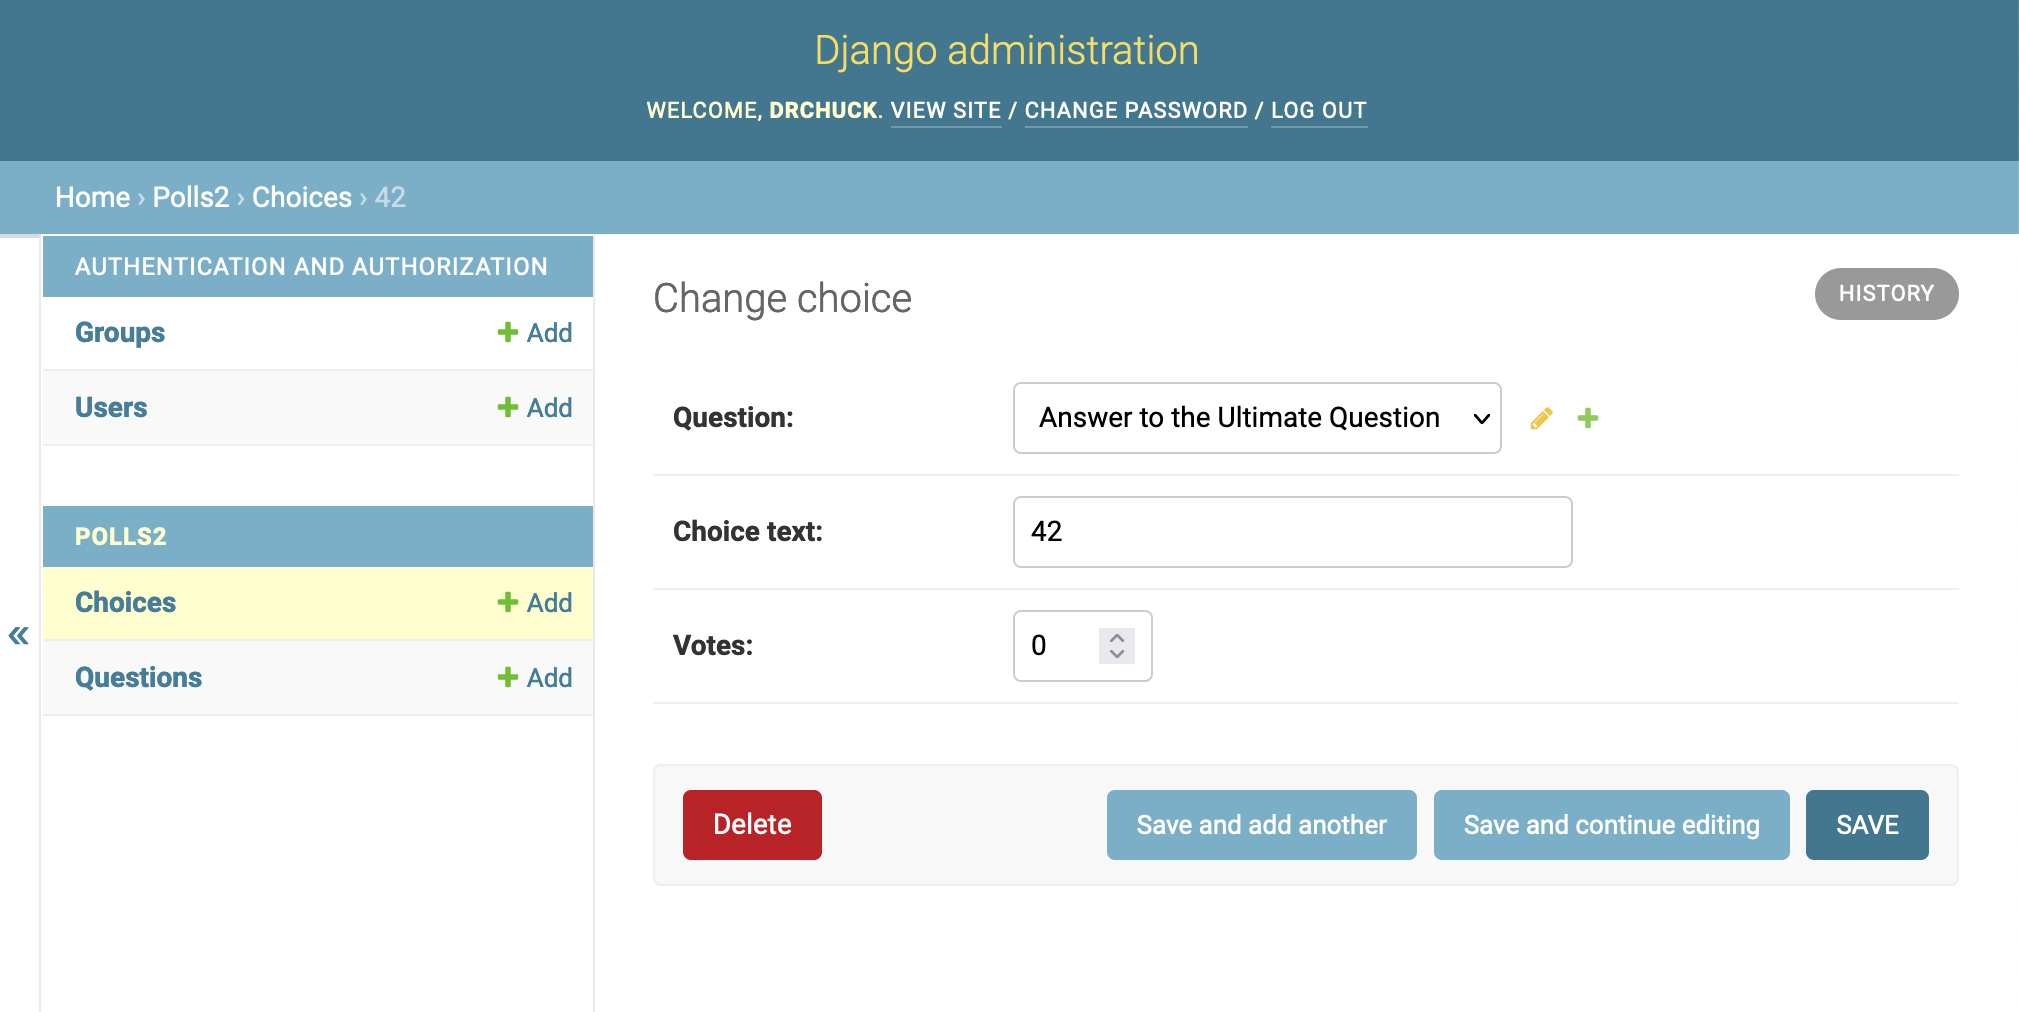 Django administration
WELCOME, DRCHUCK. VIEW SITE / CHANGE PASSWORD / LOG OUT
Home › Polls2 › Choices › 42
AUTHENTICATION AND AUTHORIZATION
Groups + Add
Users + Add
POLLS2
Choices + Add
Questions + Add
«
Change choice
HISTORY
Question: Answer to the Ultimate Question
Choice text: 42
Votes: 0
Delete Save and add another Save and continue editing SAVE